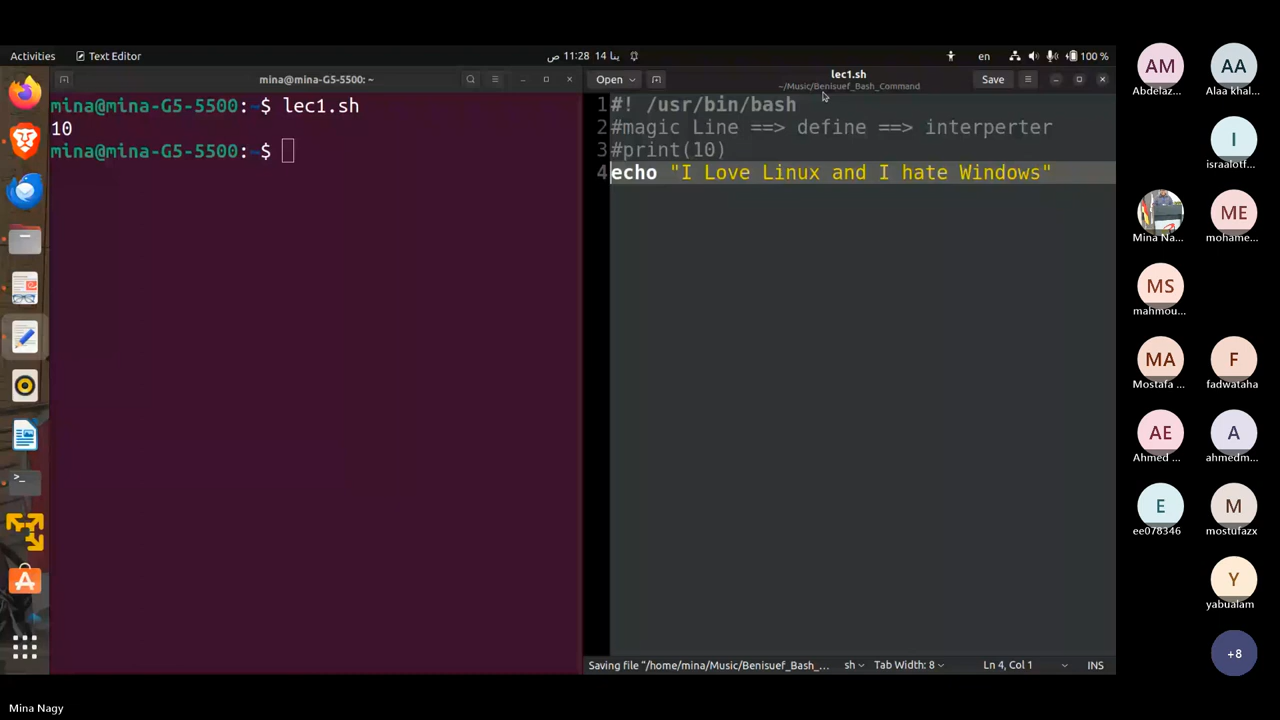 Activities
Text Editor
11:28 ص
14 ينا
en
100 %
mina@mina-G5-5500: ~
Open
lec1.sh
~/Music/Benisuef_Bash_Command
Save
mina@mina-G5-5500:~$ lec1.sh
10
mina@mina-G5-5500:~$
1 #! /usr/bin/bash
2 #magic Line ==> define ==> interperter
3 #print(10)
4 echo "I Love Linux and I hate Windows"
Saving file "/home/mina/Music/Benisuef_Bash_...
sh
Tab Width: 8
Ln 4, Col 1
INS
AM
Abdelaz...
AA
Alaa khal...
I
israalotf...
Mina Na...
ME
mohame...
MS
mahmou...
MA
Mostafa ...
F
fadwataha
AE
Ahmed ...
A
ahmedm...
E
ee078346
M
mostufazx
Y
yabualam
+8
Mina Nagy